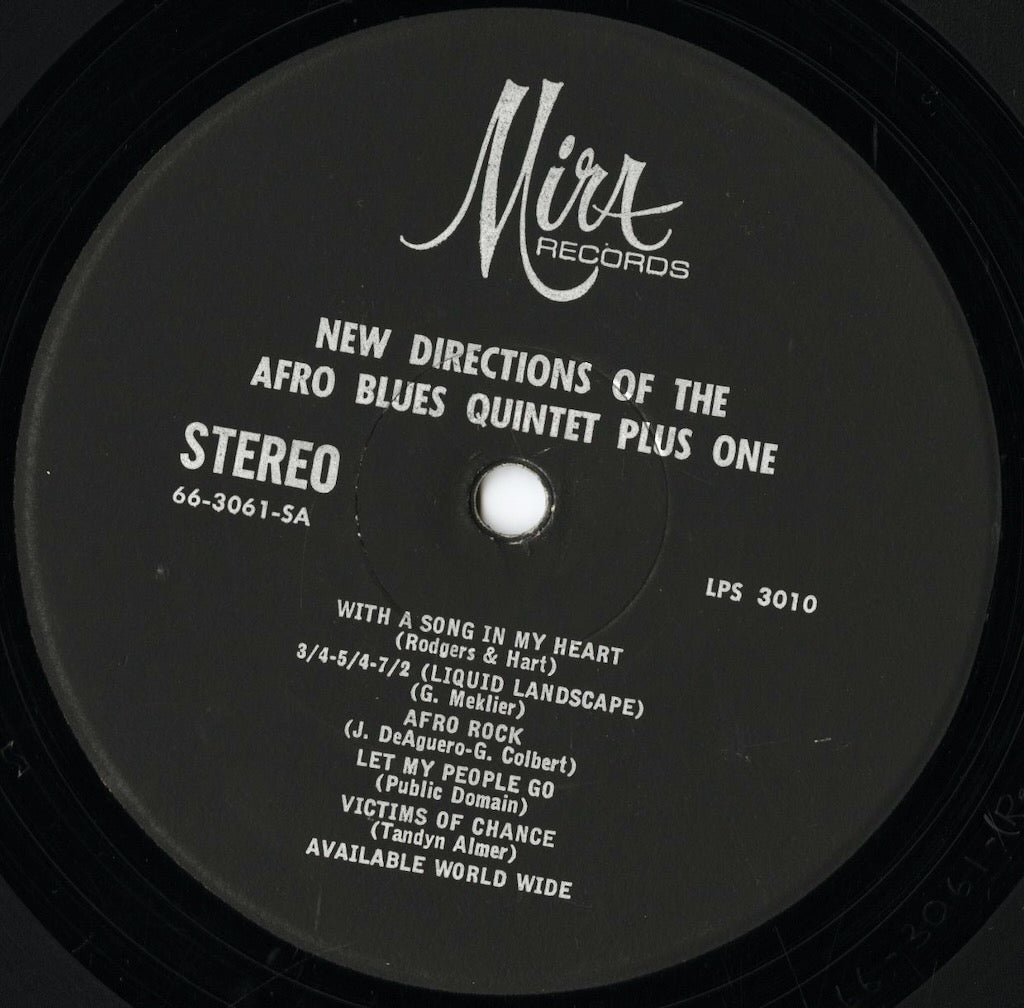 Mira
RECORDS
NEW DIRECTIONS OF THE
AFRO BLUES QUINTET PLUS ONE
STEREO
66-3061-SA
LPS 3010
WITH A SONG IN MY HEART
(Rodgers & Hart)
3/4-5/4-7/2 (LIQUID LANDSCAPE)
(G. Meklier)
AFRO ROCK
(J. DeAguero-G. Colbert)
LET MY PEOPLE GO
(Public Domain)
VICTIMS OF CHANCE
(Tandyn Almer)
AVAILABLE WORLD WIDE